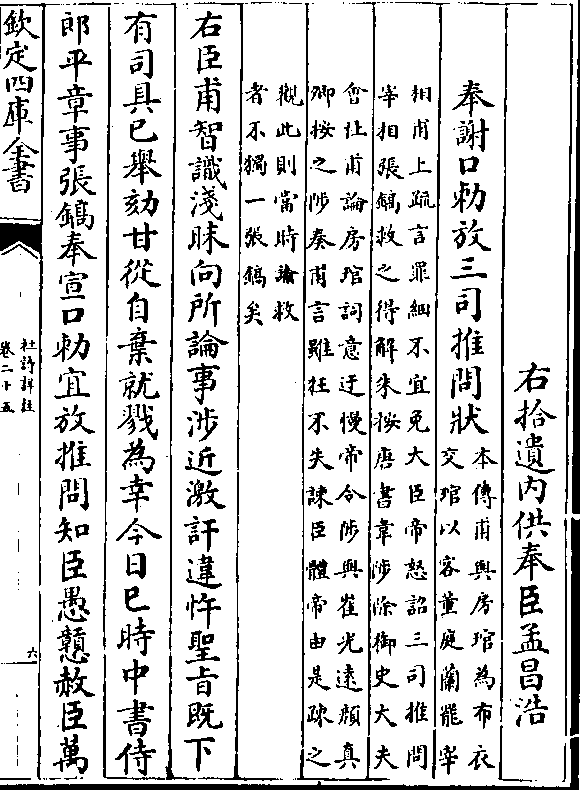 右拾遺内供奉臣孟昌浩
奉謝口勅放三司推問狀
本傳甫與房琯為布衣
交琯以客董庭蘭罷宰
相甫上疏言罪細不宜免大臣帝怒詔三司推問
宰相張鎬救之得解朱按唐書韋陟除御史大夫
會杜甫論房琯詞意迂慢帝令陟與崔光逺顔真
卿按之陟奏甫言雖狂不失諫臣體帝由是疎之
觀此則當時論救
者不獨一張鎬矣
右臣甫智識淺昧向所論事涉近激訐違忤聖旨既下
有司具已舉劾甘從自棄就戮為幸今日巳時中書侍
郎平章事張鎬奉宣口勅宜放推問知臣愚戇赦臣萬
欽定四庫全書
杜詩詳註
卷二十五
六